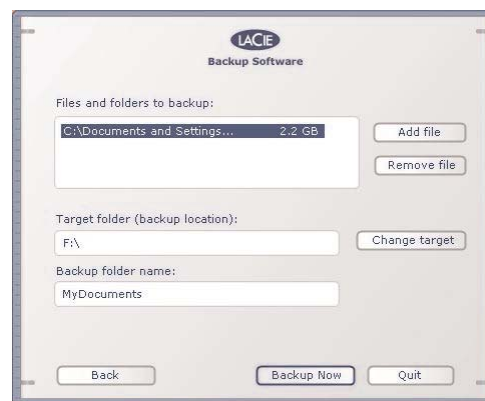 LACIE
Backup Software
Files and folders to backup:
C:\Documents and Settings... 2.2 GB
Add file
Remove file
Target folder (backup location):
F:\
Change target
Backup folder name:
MyDocuments
Back
Backup Now
Quit